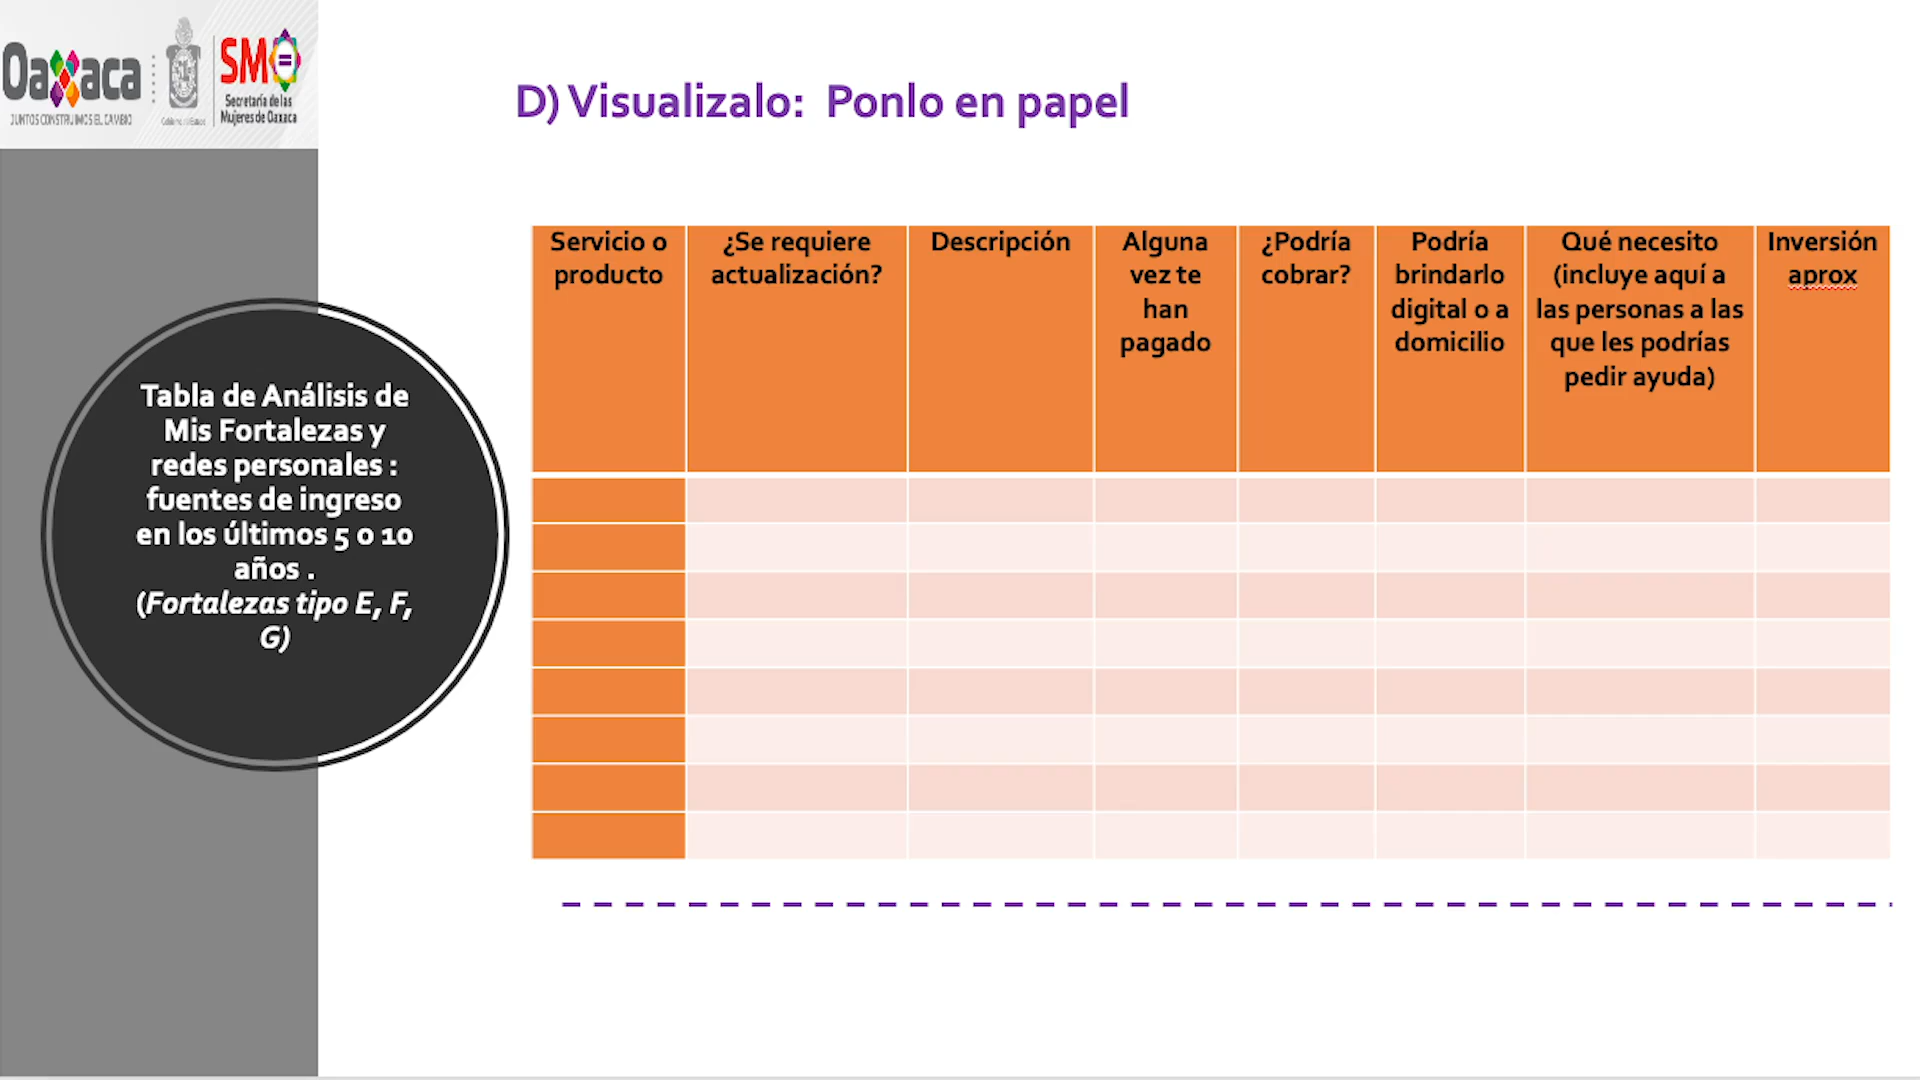 Oaxaca
JUNTOS CONSTRUIMOS EL CAMBIO
SM
Secretaría de las
Mujeres de Oaxaca
D) Visualizalo:  Ponlo en papel
Tabla de Análisis de
Mis Fortalezas y
redes personales :
fuentes de ingreso
en los últimos 5 o 10
años .
(Fortalezas tipo E, F,
G)
Servicio o
producto
¿Se requiere
actualización?
Descripción
Alguna
vez te
han
pagado
¿Podría
cobrar?
Podría
brindarlo
digital o a
domicilio
Qué necesito
(incluye aquí a
las personas a las
que les podrías
pedir ayuda)
Inversión
aprox